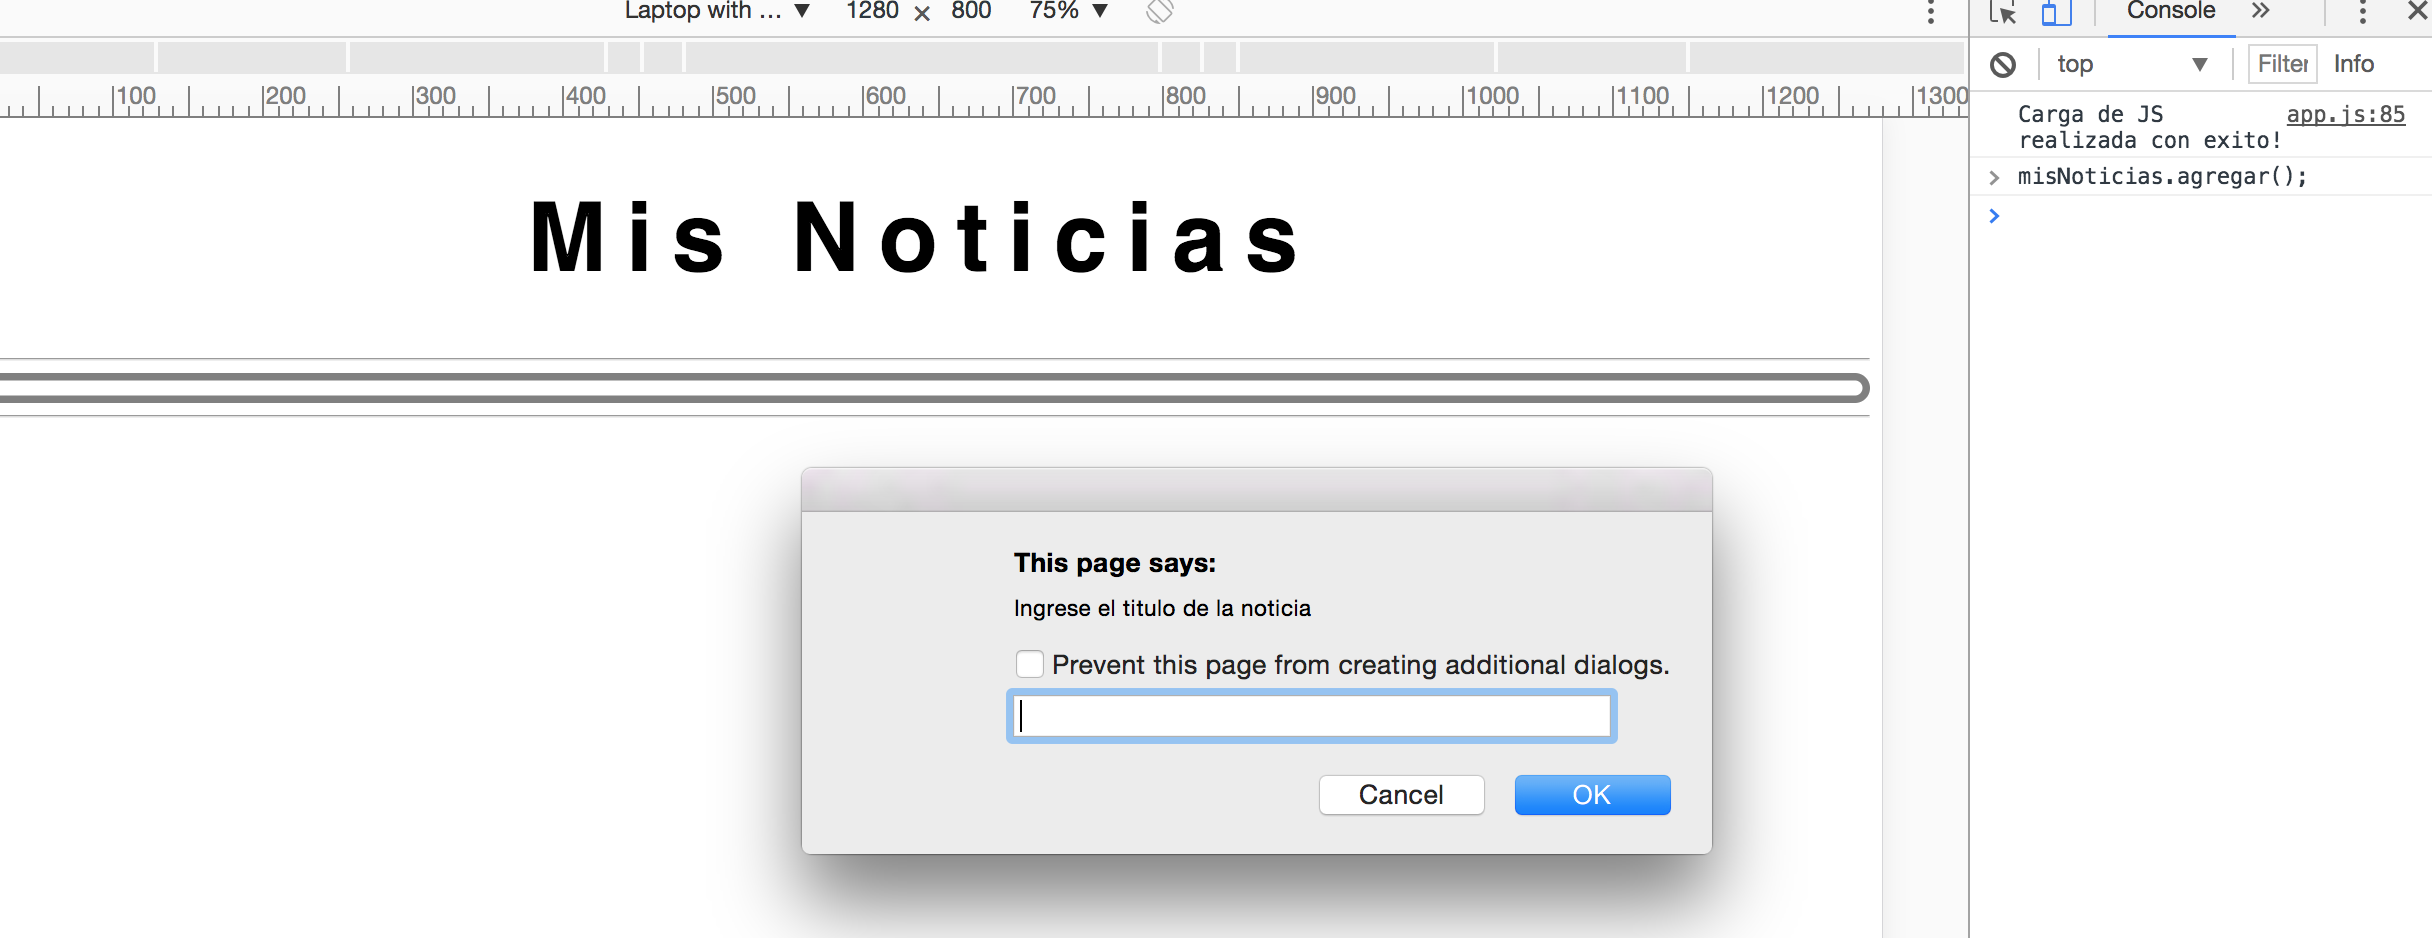 Laptop with ... ▼ 1280 × 800 75% ▼
Console »
top ▼ Filter Info
100 200 300 400 500 600 700 800 900 1000 1100 1200 1300
Carga de JS app.js:85
realizada con exito!
> misNoticias.agregar();
>
Mis Noticias
This page says:
Ingrese el titulo de la noticia
Prevent this page from creating additional dialogs.
Cancel OK